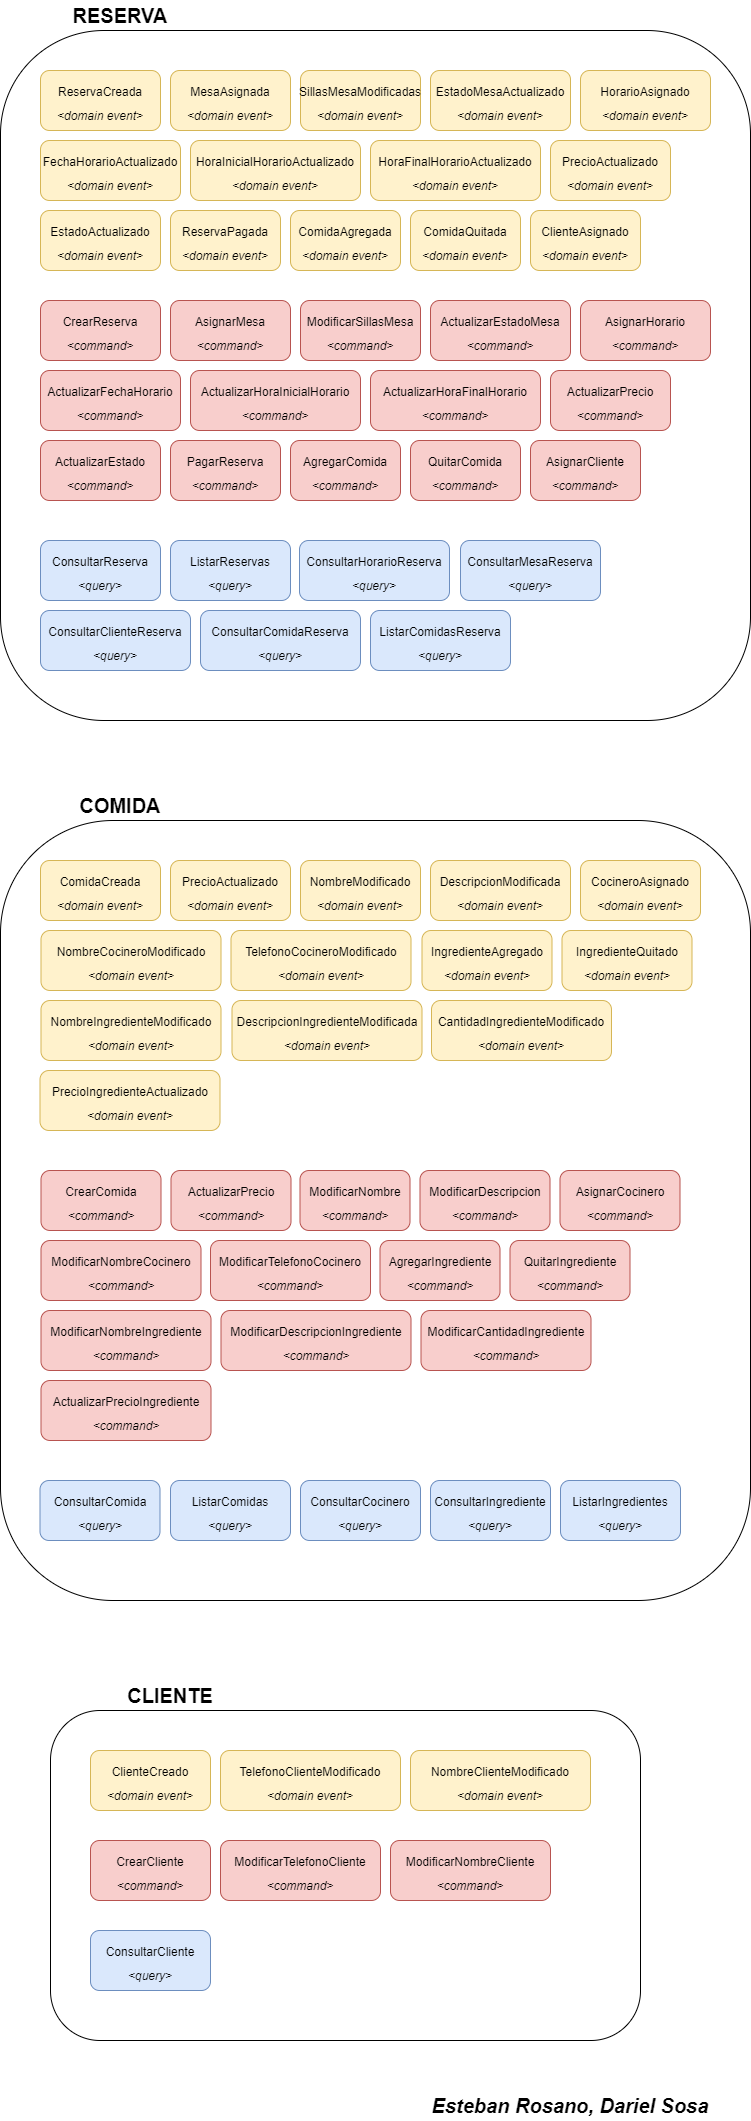 RESERVA
ReservaCreada
<domain event>
MesaAsignada
<domain event>
SillasMesaModificadas
<domain event>
EstadoMesaActualizado
<domain event>
HorarioAsignado
<domain event>
FechaHorarioActualizado
<domain event>
HoraInicialHorarioActualizado
<domain event>
HoraFinalHorarioActualizado
<domain event>
PrecioActualizado
<domain event>
EstadoActualizado
<domain event>
ReservaPagada
<domain event>
ComidaAgregada
<domain event>
ComidaQuitada
<domain event>
ClienteAsignado
<domain event>
CrearReserva
<command>
AsignarMesa
<command>
ModificarSillasMesa
<command>
ActualizarEstadoMesa
<command>
AsignarHorario
<command>
ActualizarFechaHorario
<command>
ActualizarHoraInicialHorario
<command>
ActualizarHoraFinalHorario
<command>
ActualizarPrecio
<command>
ActualizarEstado
<command>
PagarReserva
<command>
AgregarComida
<command>
QuitarComida
<command>
AsignarCliente
<command>
ConsultarReserva
<query>
ListarReservas
<query>
ConsultarHorarioReserva
<query>
ConsultarMesaReserva
<query>
ConsultarClienteReserva
<query>
ConsultarComidaReserva
<query>
ListarComidasReserva
<query>
COMIDA
ComidaCreada
<domain event>
PrecioActualizado
<domain event>
NombreModificado
<domain event>
DescripcionModificada
<domain event>
CocineroAsignado
<domain event>
NombreCocineroModificado
<domain event>
TelefonoCocineroModificado
<domain event>
IngredienteAgregado
<domain event>
IngredienteQuitado
<domain event>
NombreIngredienteModificado
<domain event>
DescripcionIngredienteModificada
<domain event>
CantidadIngredienteModificado
<domain event>
PrecioIngredienteActualizado
<domain event>
CrearComida
<command>
ActualizarPrecio
<command>
ModificarNombre
<command>
ModificarDescripcion
<command>
AsignarCocinero
<command>
ModificarNombreCocinero
<command>
ModificarTelefonoCocinero
<command>
AgregarIngrediente
<command>
QuitarIngrediente
<command>
ModificarNombreIngrediente
<command>
ModificarDescripcionIngrediente
<command>
ModificarCantidadIngrediente
<command>
ActualizarPrecioIngrediente
<command>
ConsultarComida
<query>
ListarComidas
<query>
ConsultarCocinero
<query>
ConsultarIngrediente
<query>
ListarIngredientes
<query>
CLIENTE
ClienteCreado
<domain event>
TelefonoClienteModificado
<domain event>
NombreClienteModificado
<domain event>
CrearCliente
<command>
ModificarTelefonoCliente
<command>
ModificarNombreCliente
<command>
ConsultarCliente
<query>
Esteban Rosano, Dariel Sosa